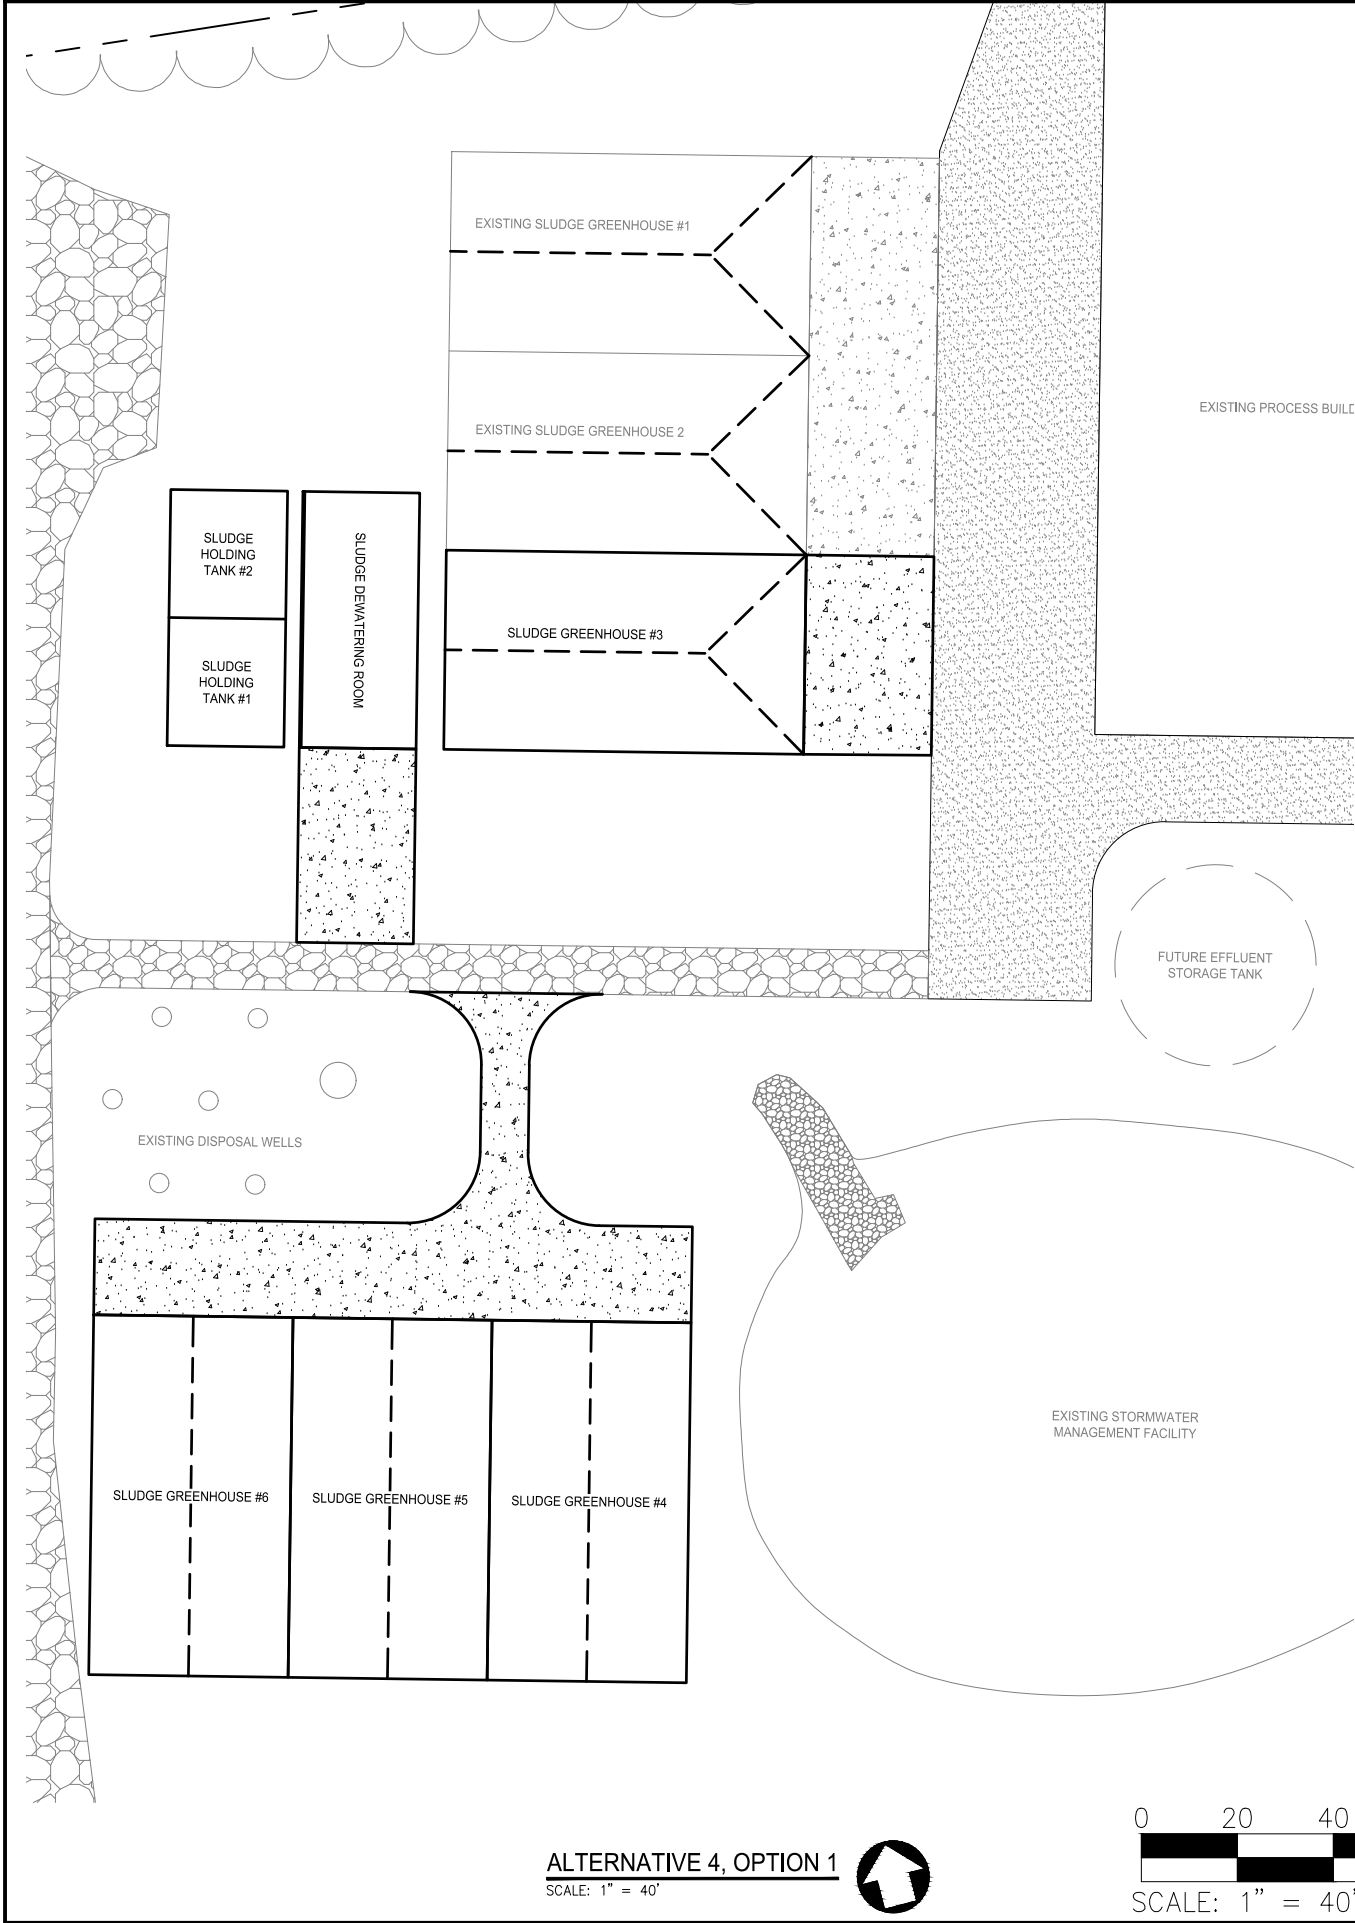 EXISTING SLUDGE GREENHOUSE #1
EXISTING PROCESS BUILD
EXISTING SLUDGE GREENHOUSE 2
SLUDGE
HOLDING
TANK #2
SLUDGE DEWATERING ROOM
SLUDGE GREENHOUSE #3
SLUDGE
HOLDING
TANK #1
FUTURE EFFLUENT
STORAGE TANK
EXISTING DISPOSAL WELLS
EXISTING STORMWATER
MANAGEMENT FACILITY
SLUDGE GREENHOUSE #6
SLUDGE GREENHOUSE #5
SLUDGE GREENHOUSE #4
ALTERNATIVE 4, OPTION 1
SCALE: 1" = 40'
0 20 40
SCALE: 1" = 40'